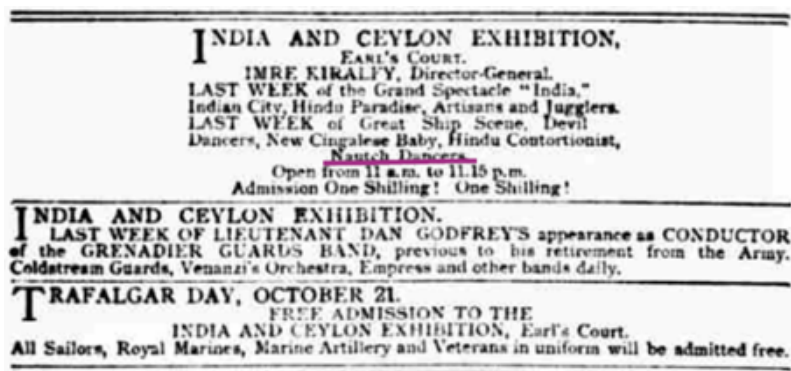 INDIA AND CEYLON EXHIBITION,
EARL'S COURT.
IMRE KIRALFY, Director-General.
LAST WEEK of the Grand Spectacle "India,"
Indian City, Hindu Paradise, Artisans and Jugglers.
LAST WEEK of Great Ship Scene, Devil
Dancers, New Cingalese Baby, Hindu Contortionist,
Nautch Dancers.
Open from 11 a.m. to 11.15 p.m.
Admission One Shilling! One Shilling!
INDIA AND CEYLON EXHIBITION.
LAST WEEK OF LIEUTENANT DAN GODFREY'S appearance as CONDUCTOR
of the GRENADIER GUARDS BAND, previous to his retirement from the Army.
Coldstream Guards, Venanzi's Orchestra, Empress and other bands daily.
TRAFALGAR DAY, OCTOBER 21.
FREE ADMISSION TO THE
INDIA AND CEYLON EXHIBITION, Earl's Court.
All Sailors, Royal Marines, Marine Artillery and Veterans in uniform will be admitted free.